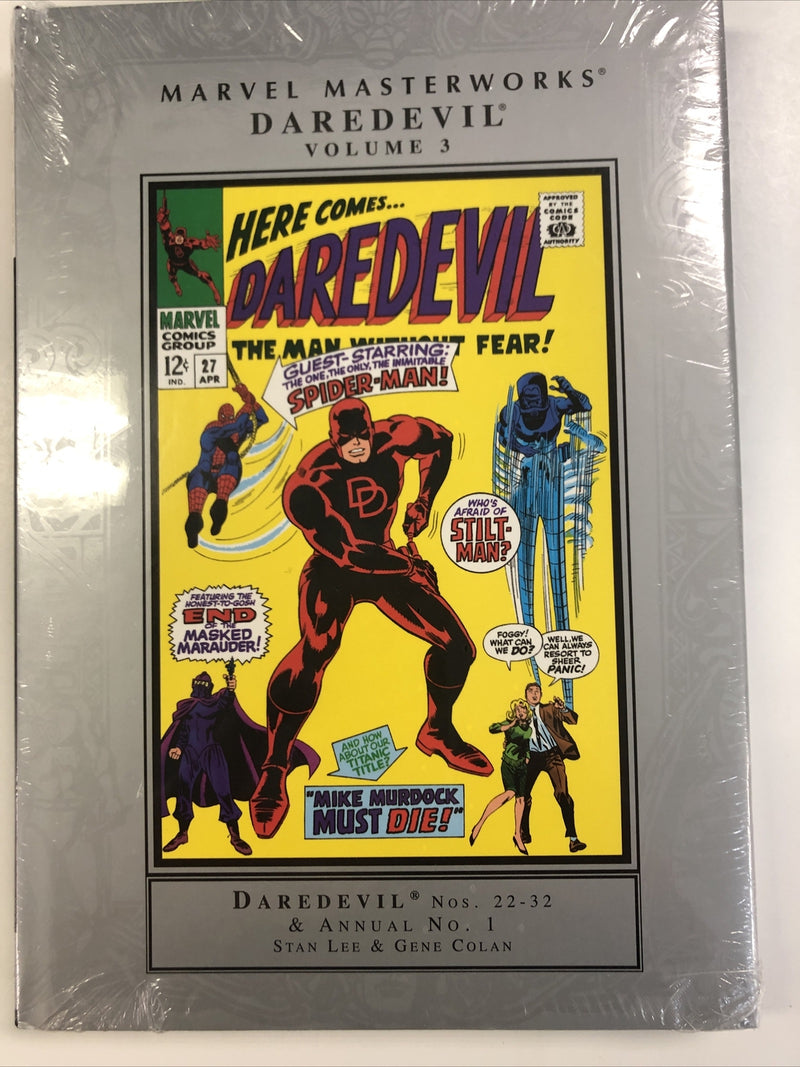 MARVEL MASTERWORKS®
DAREDEVIL®
VOLUME 3
HERE COMES...
DAREDEVIL
APPROVED
BY THE
COMICS
CODE
CA
AUTHORITY
MARVEL
COMICS
GROUP
12¢
IND.
27
APR
THE MAN WITHOUT FEAR!
GUEST-STARRING:
THE ONE, THE ONLY, THE INIMITABLE
SPIDER-MAN!
DD
WHO'S
AFRAID OF
STILT-
MAN?
FEATURING THE
HONEST-TO-GOSH
END
OF THE
MASKED
MARAUDER!
FOGGY!
WHAT CAN
WE DO?
WELL, WE
CAN ALWAYS
RESORT TO
SHEER
PANIC!
AND NOW
ABOUT OUR
TITANIC
TITLE?
"MIKE MURDOCK
MUST DIE!"
DAREDEVIL® NOS. 22-32
& ANNUAL NO. 1
STAN LEE & GENE COLAN